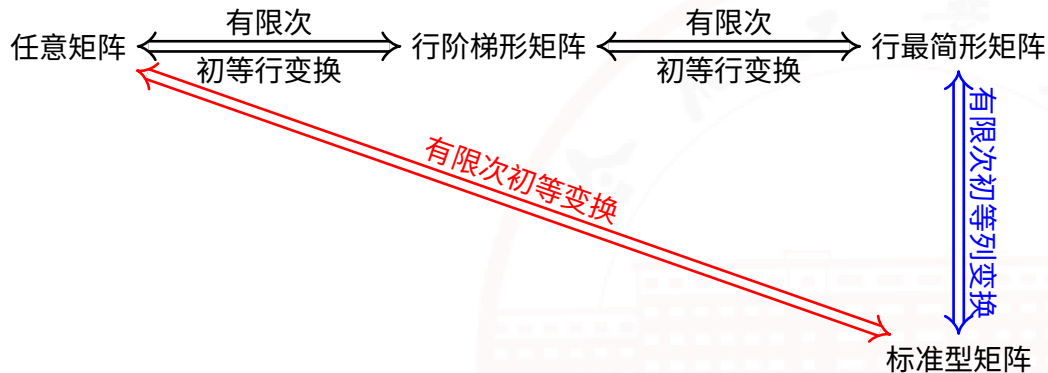 任意矩阵
有限次
初等行变换
行阶梯形矩阵
有限次
初等行变换
行最简形矩阵
有限次初等变换
有限次初等列变换
标准型矩阵